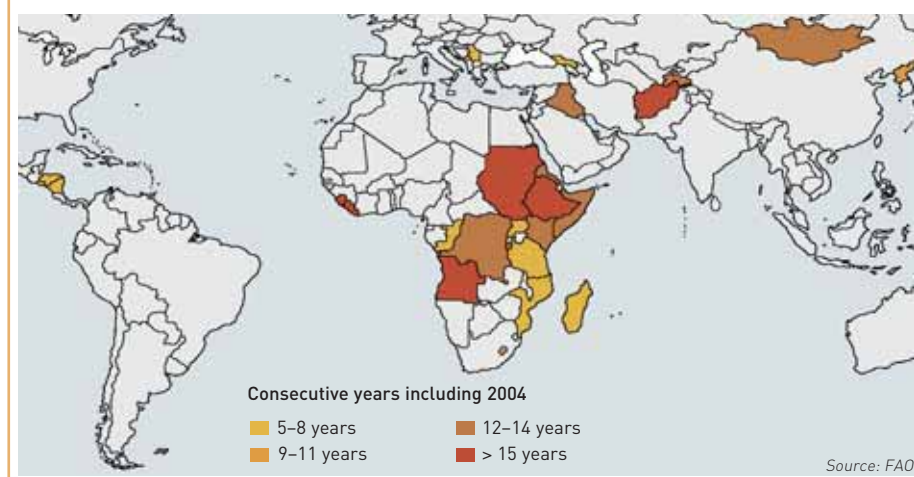 Consecutive years including 2004
5–8 years
12–14 years
9–11 years
> 15 years
Source: FAO